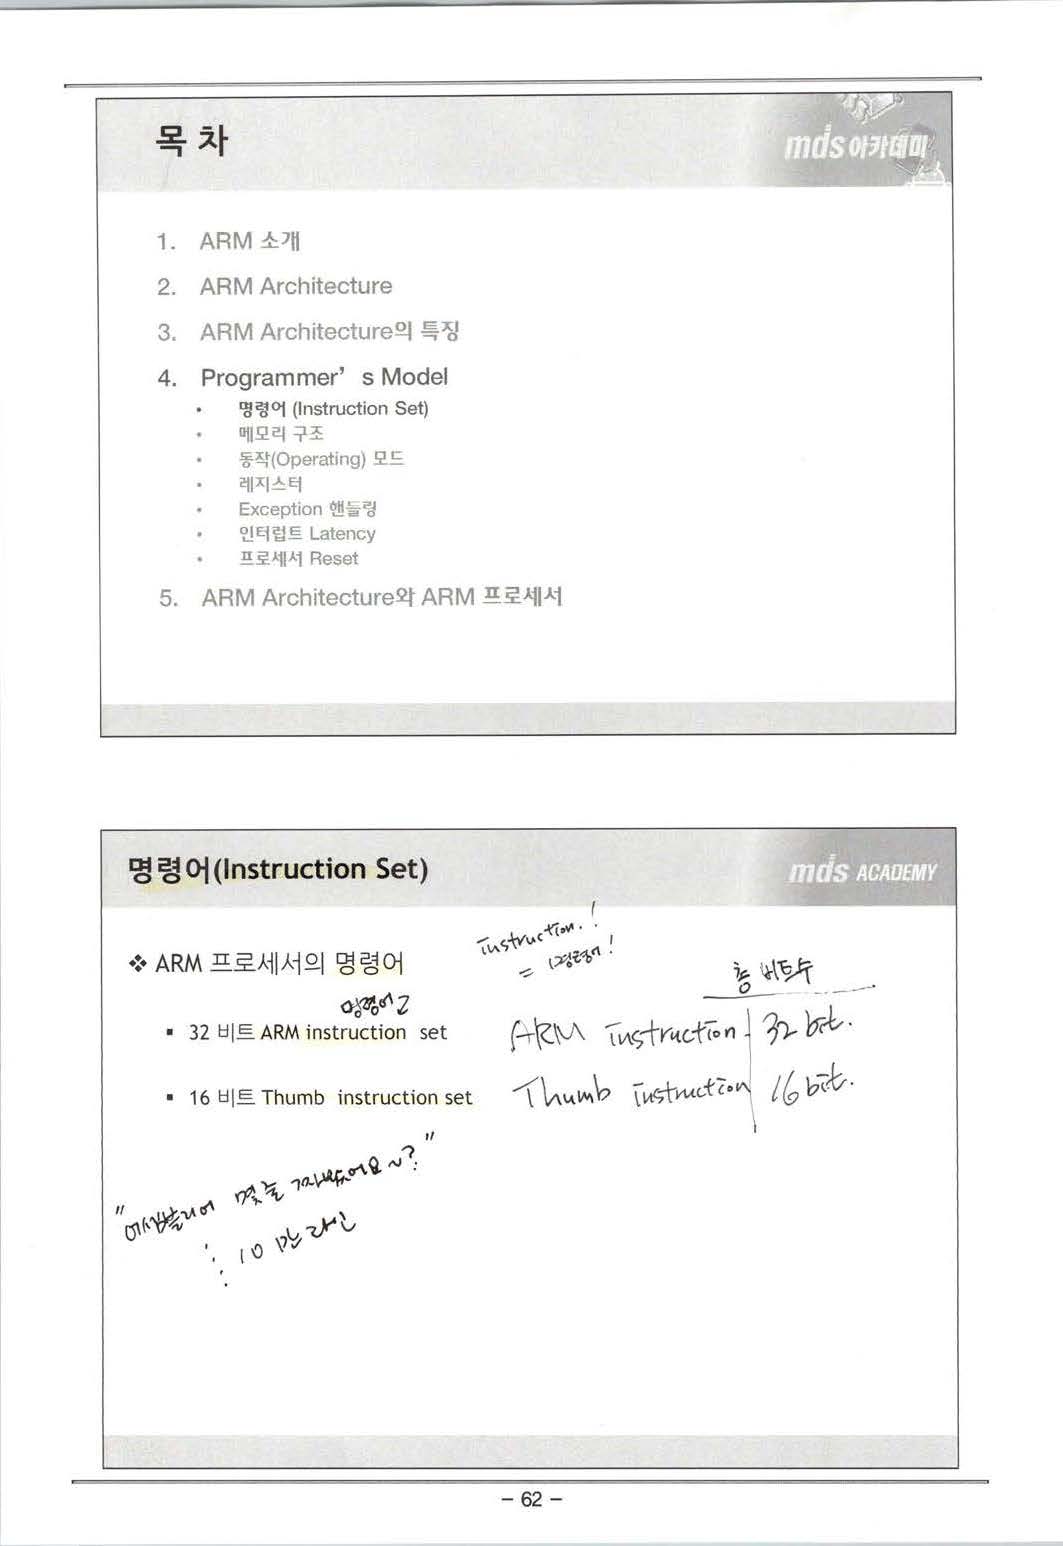 목 차
mds 아카데미
1. ARM 소개
2. ARM Architecture
3. ARM Architecture의 특징
4. Programmer’ s Model
• 명령어 (Instruction Set)
• 메모리 구조
• 동작(Operating) 모드
• 레지스터
• Exception 핸들링
• 인터럽트 Latency
• 프로세서 Reset
5. ARM Architecture와 ARM 프로세서
명령어(Instruction Set)
mds ACADEMY
instruction. !
= 명령어 !
❖ ARM 프로세서의 명령어
총 비트수
명령어
▪ 32 비트 ARM instruction set
ARM instruction 32 bit.
▪ 16 비트 Thumb instruction set
Thumb instruction 16 bit.
"어셈블리어 몇줄 짜봤어요~?"
10만 라인
– 62 –